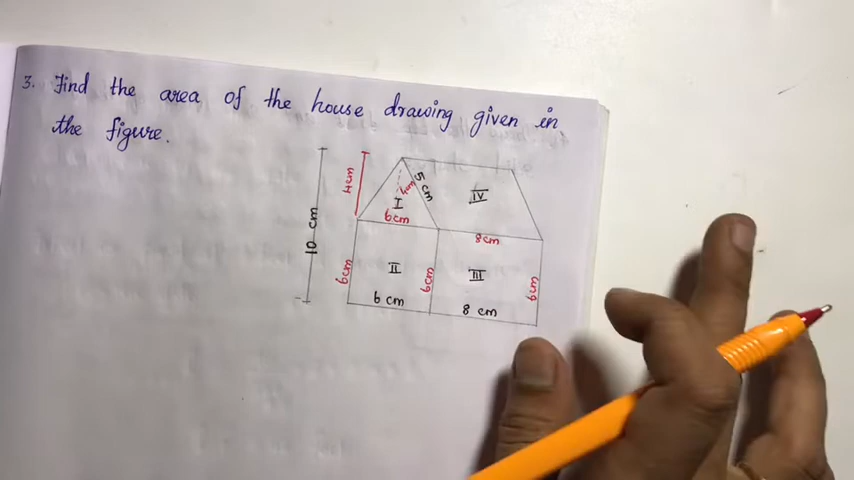 3. Find the area of the house drawing given in
the figure.
4cm
5 cm
4cm
I
IV
6cm
8cm
10 cm
6cm
II
6cm
III
6cm
6 cm
8 cm